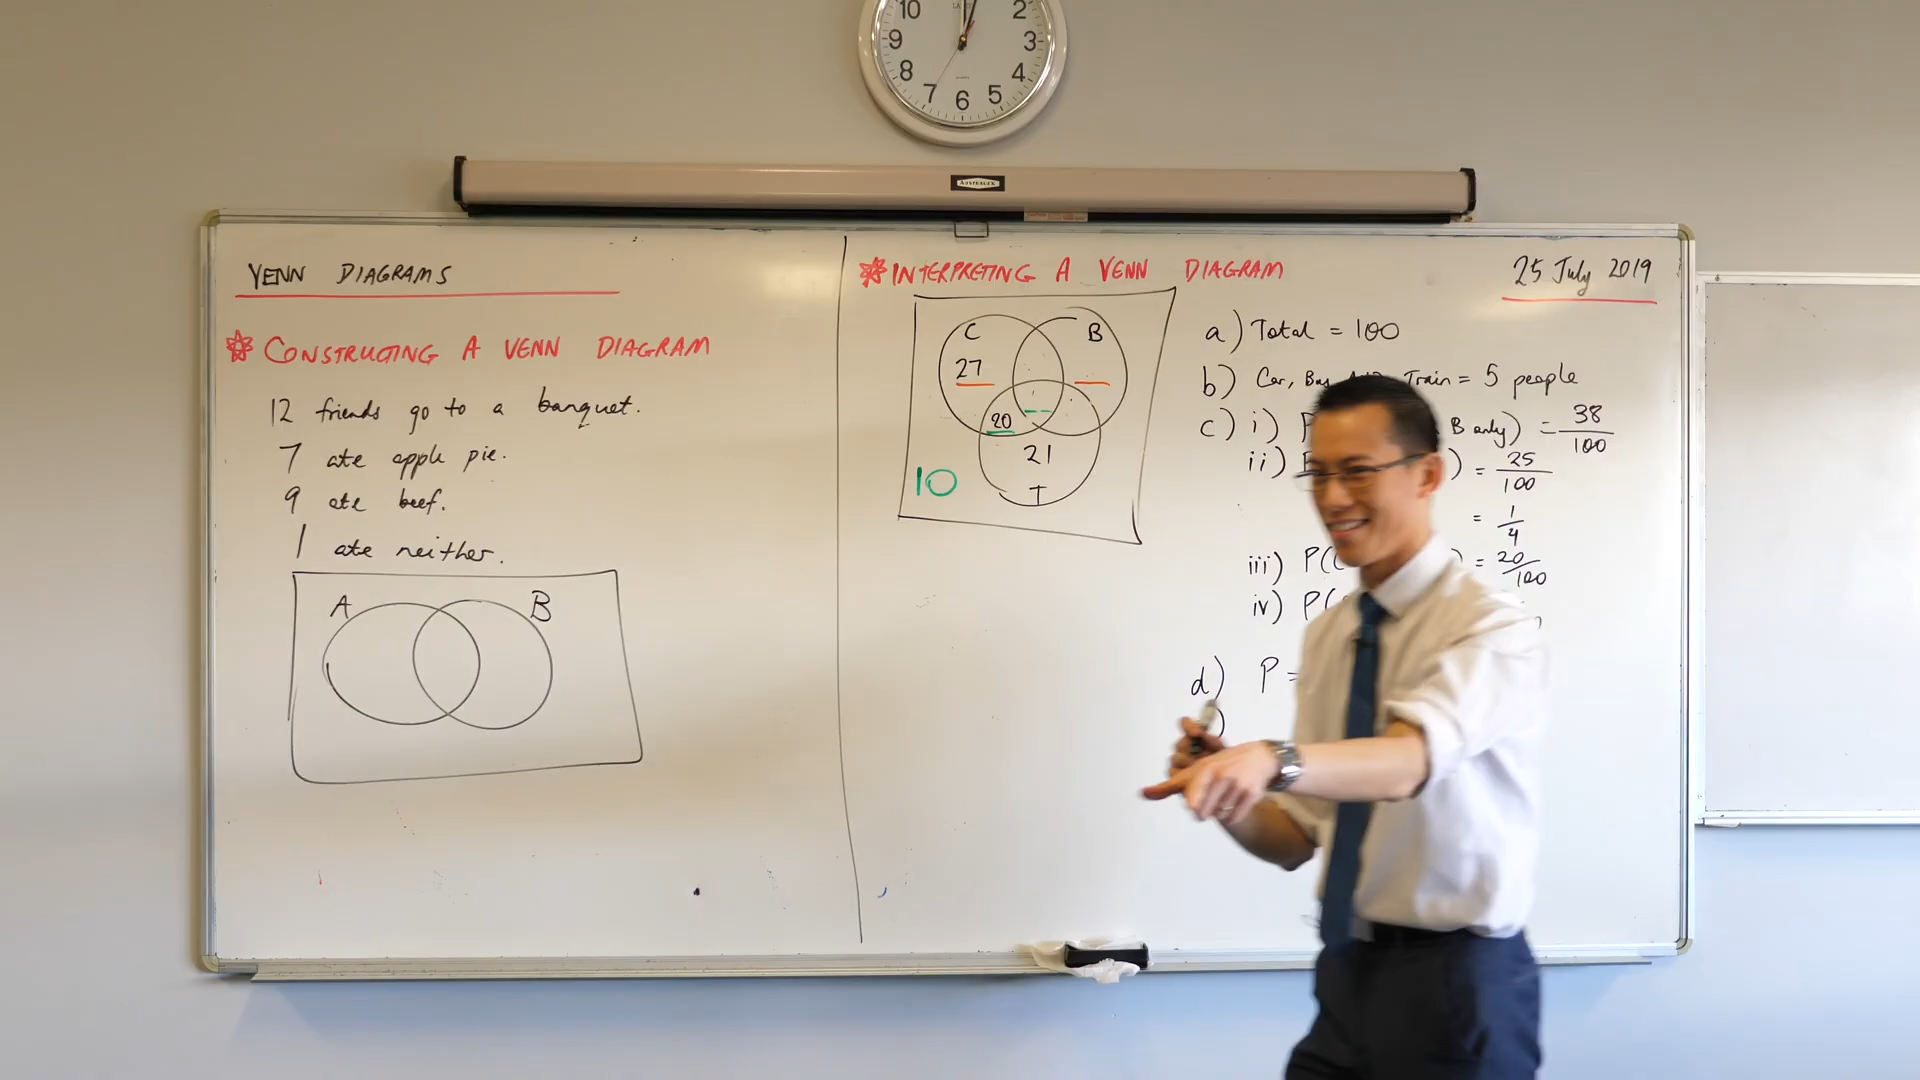 10
2
9
3
8
4
7
6
5
AUSTRALEX
VENN DIAGRAMS
CONSTRUCTING A VENN DIAGRAM
12 friends go to a banquet.
7 ate apple pie.
9 ate beef.
1 ate neither.
A
B
INTERPRETING A VENN DIAGRAM
25 July 2019
C
B
27
20
21
T
10
a) Total = 100
b) Car, Train = 5 people
c) i) B only) = 38/100
ii) ) = 25/100
= 1/4
iii) P( ) = 20/100
iv) P(
d) P =